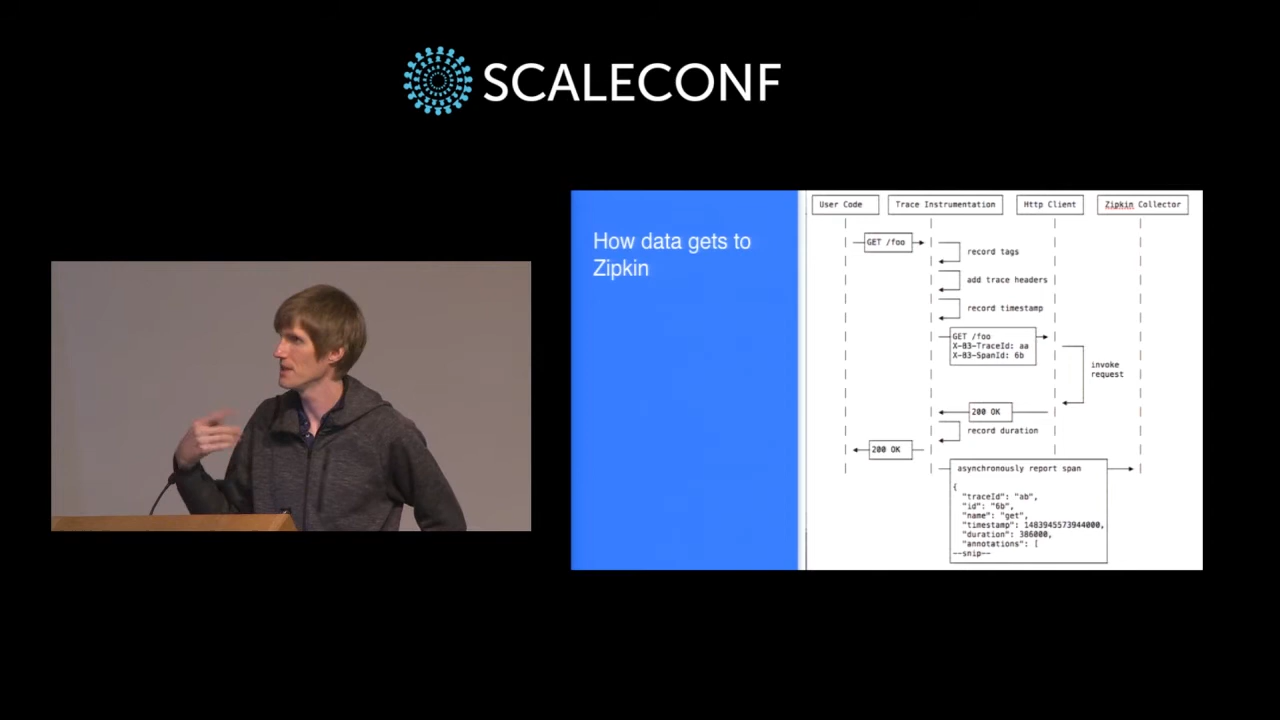 SCALECONF
How data gets to
Zipkin
User Code
Trace Instrumentation
Http Client
Zipkin Collector
GET /foo
record tags
add trace headers
record timestamp
GET /foo
X-B3-TraceId: aa
X-B3-SpanId: 6b
invoke
request
200 OK
record duration
200 OK
asynchronously report span
{
"traceId": "ab",
"id": "6b",
"name": "get",
"timestamp": 1483945573944000,
"duration": 386000,
"annotations": [
--snip--